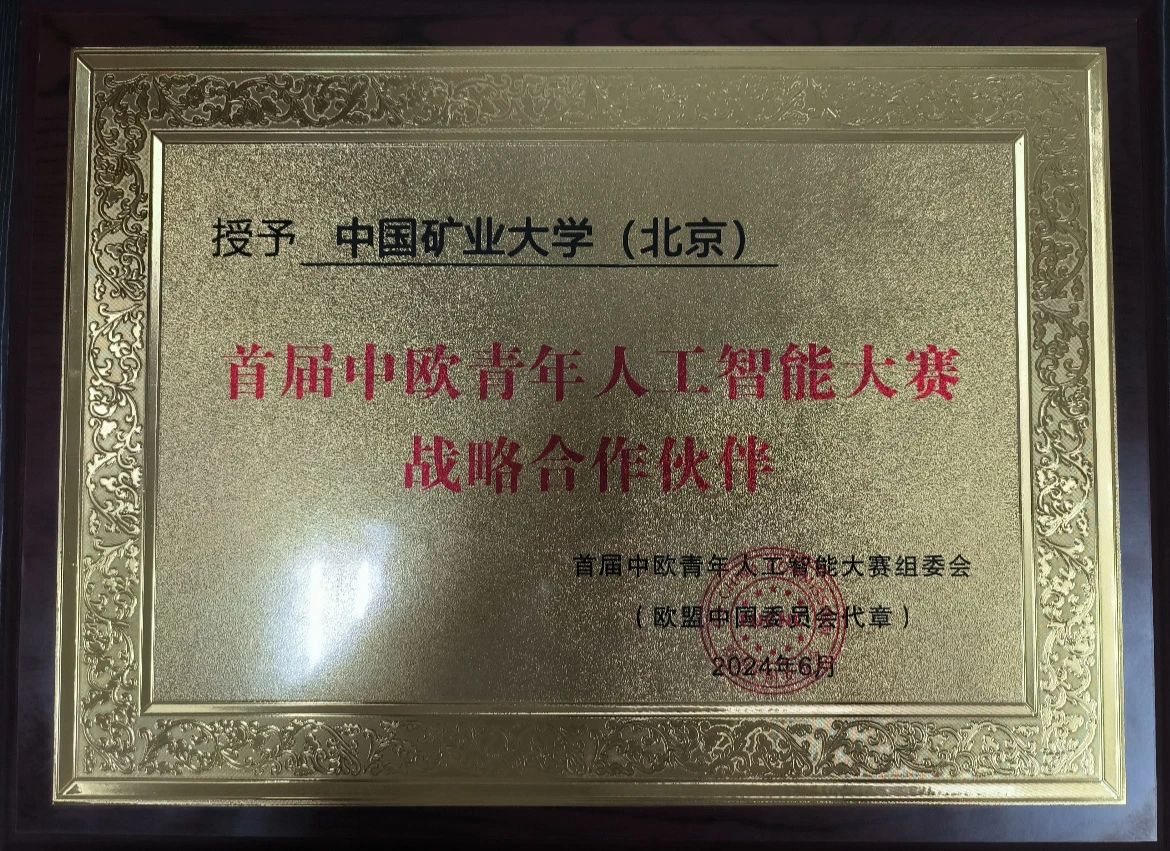 授予 中国矿业大学（北京）
首届中欧青年人工智能大赛
战略合作伙伴
首届中欧青年人工智能大赛组委会
（欧盟中国委员会代章）
2024年6月